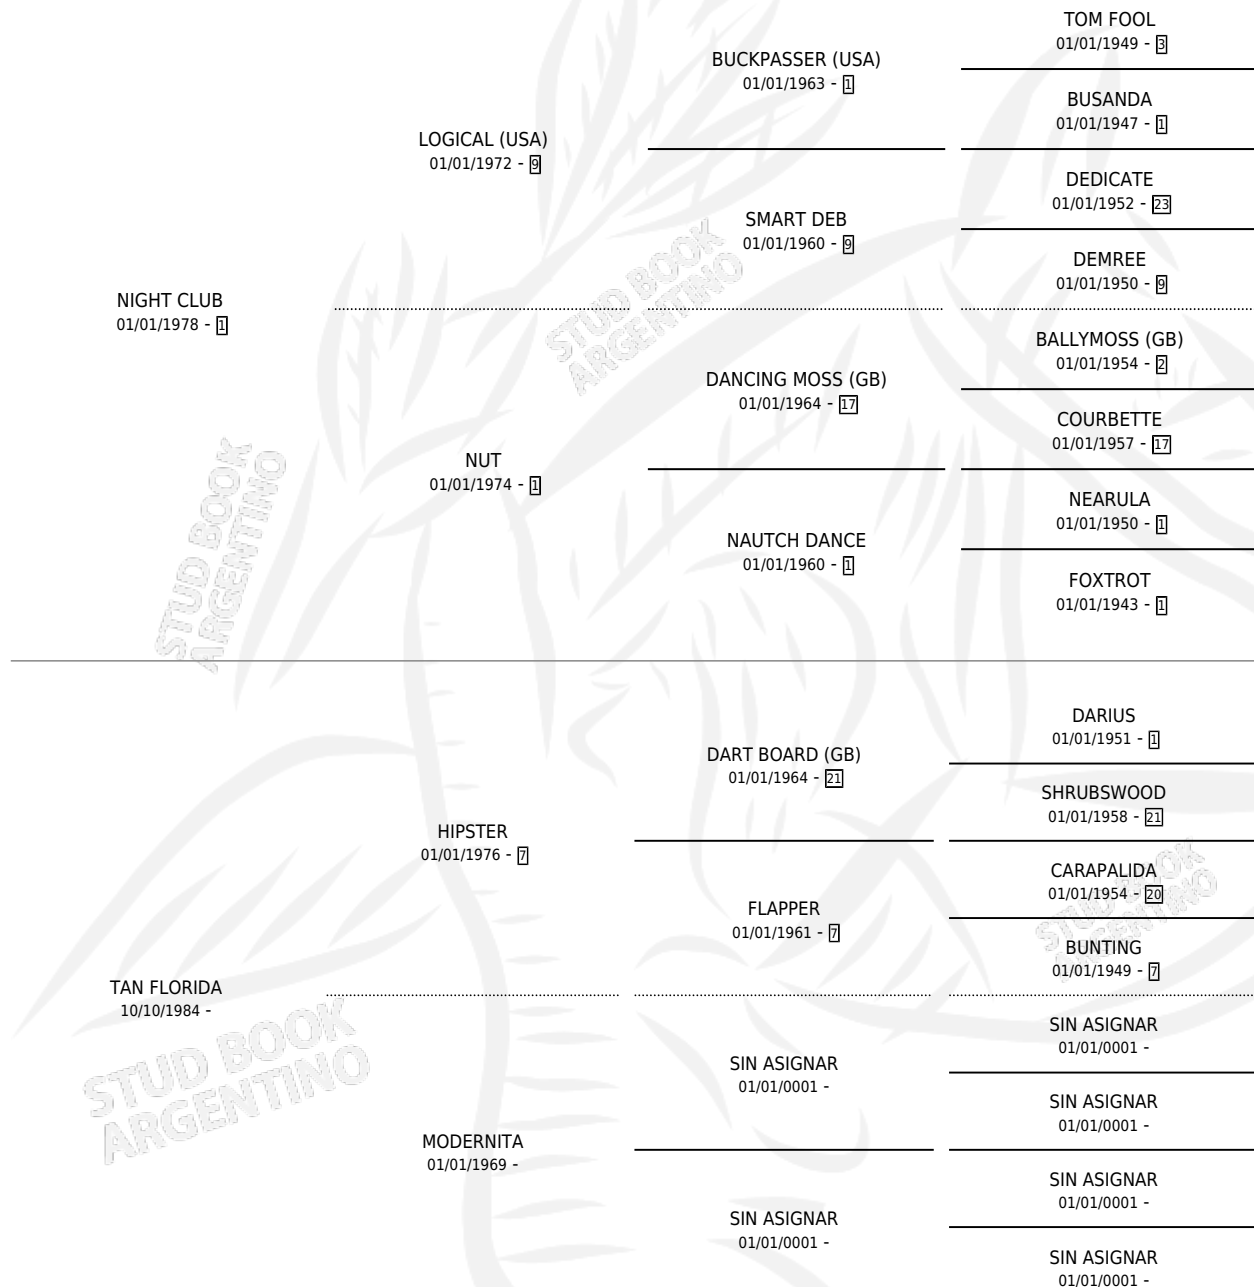 TOM FOOL
01/01/1949 - 3
BUCKPASSER (USA)
01/01/1963 - 1
BUSANDA
01/01/1947 - 1
LOGICAL (USA)
01/01/1972 - 9
DEDICATE
01/01/1952 - 23
SMART DEB
01/01/1960 - 9
DEMREE
01/01/1950 - 9
NIGHT CLUB
01/01/1978 - 1
BALLYMOSS (GB)
01/01/1954 - 2
DANCING MOSS (GB)
01/01/1964 - 17
COURBETTE
01/01/1957 - 17
NUT
01/01/1974 - 1
NEARULA
01/01/1950 - 1
NAUTCH DANCE
01/01/1960 - 1
FOXTROT
01/01/1943 - 1
DARIUS
01/01/1951 - 1
DART BOARD (GB)
01/01/1964 - 21
SHRUBSWOOD
01/01/1958 - 21
HIPSTER
01/01/1976 - 7
CARAPALIDA
01/01/1954 - 20
FLAPPER
01/01/1961 - 7
BUNTING
01/01/1949 - 7
TAN FLORIDA
10/10/1984 -
SIN ASIGNAR
01/01/0001 -
SIN ASIGNAR
01/01/0001 -
SIN ASIGNAR
01/01/0001 -
MODERNITA
01/01/1969 -
SIN ASIGNAR
01/01/0001 -
SIN ASIGNAR
01/01/0001 -
SIN ASIGNAR
01/01/0001 -
STUD BOOK
ARGENTINO
STUD BOOK
ARGENTINO
STUD BOOK
ARGENTINO
STUD BOOK
ARGENTINO